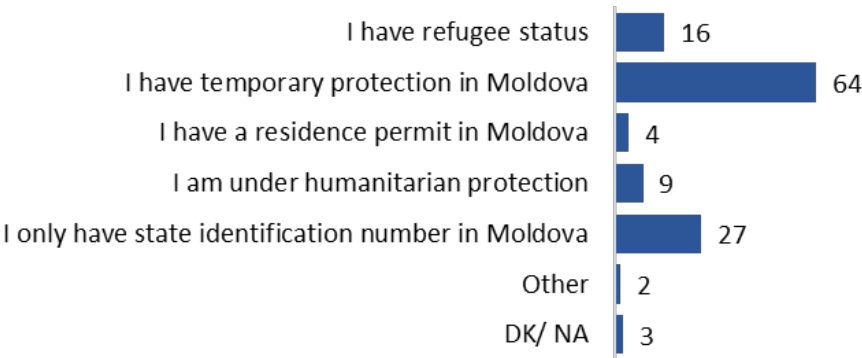 I have refugee status 16
I have temporary protection in Moldova 64
I have a residence permit in Moldova 4
I am under humanitarian protection 9
I only have state identification number in Moldova 27
Other 2
DK/ NA 3